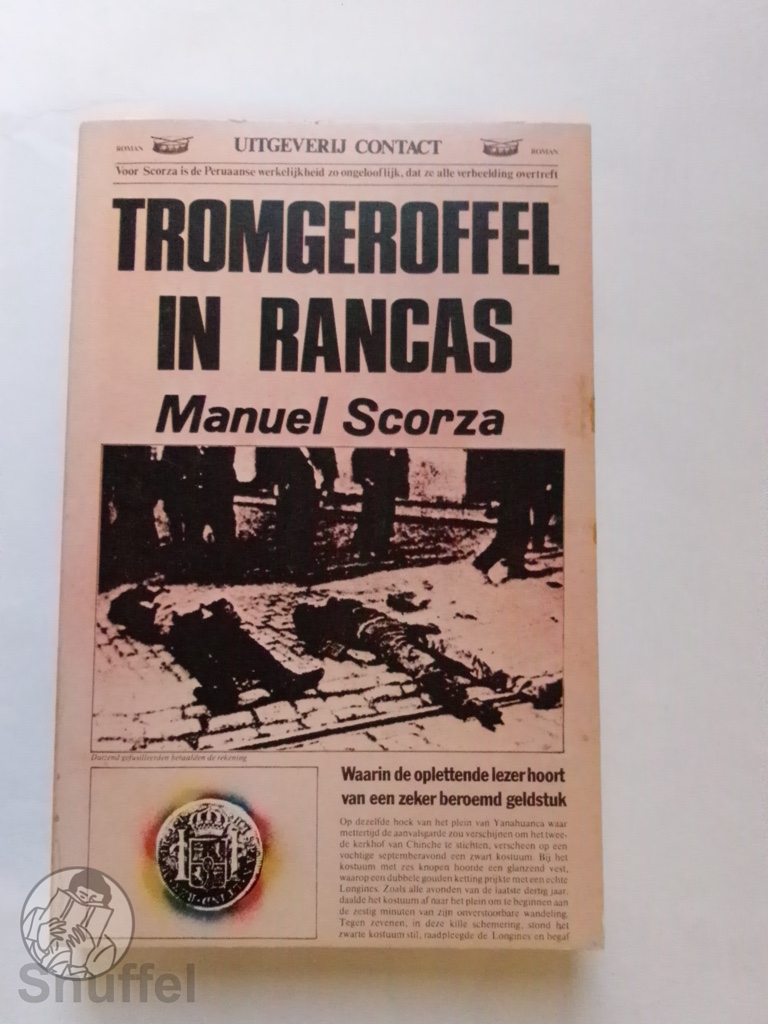 ROMAN UITGEVERIJ CONTACT ROMAN
Voor Scorza is de Peruaanse werkelijkheid zo ongelooflijk, dat ze alle verbeelding overtreft
TROMGEROFFEL
IN RANCAS
Manuel Scorza
Duizend gefusilleerden betaalden de rekening
Waarin de oplettende lezer hoort
van een zeker beroemd geldstuk
Op dezelfde hoek van het plein van Yanahuanca waar
mettertijd de aanvalsgarde zou verschijnen om het twee-
de kerkhof van Chinche te stichten, verscheen op een
vochtige septemberavond een zwart kostuum. Bij het
kostuum met zes knopen hoorde een glanzend vest,
waarop een dubbele gouden ketting prijkte met een echte
Longines. Zoals alle avonden van de laatste dertig jaar,
daalde het kostuum af naar het plein om te beginnen aan
de zestig minuten van zijn onverstoorbare wandeling.
Tegen zevenen, in deze kille schemering, stond het
zwarte kostuum stil, raadpleegde de Longines en begaf
Snuffel